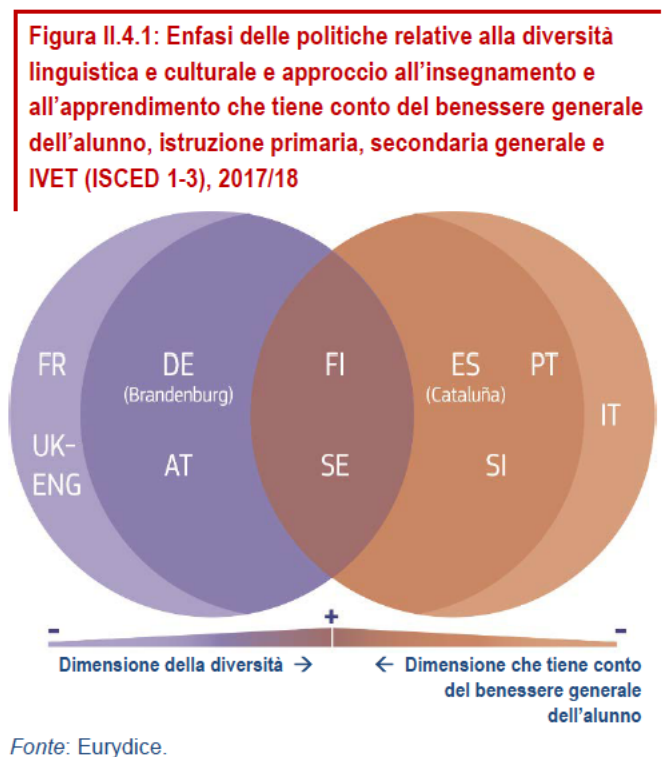 Figura II.4.1: Enfasi delle politiche relative alla diversità
linguistica e culturale e approccio all'insegnamento e
all'apprendimento che tiene conto del benessere generale
dell'alunno, istruzione primaria, secondaria generale e
IVET (ISCED 1-3), 2017/18
FR
DE
(Brandenburg)
FI
ES
(Cataluña)
PT
IT
UK-
ENG
AT
SE
SI
- + -
Dimensione della diversità →
← Dimensione che tiene conto
del benessere generale
dell'alunno
Fonte: Eurydice.